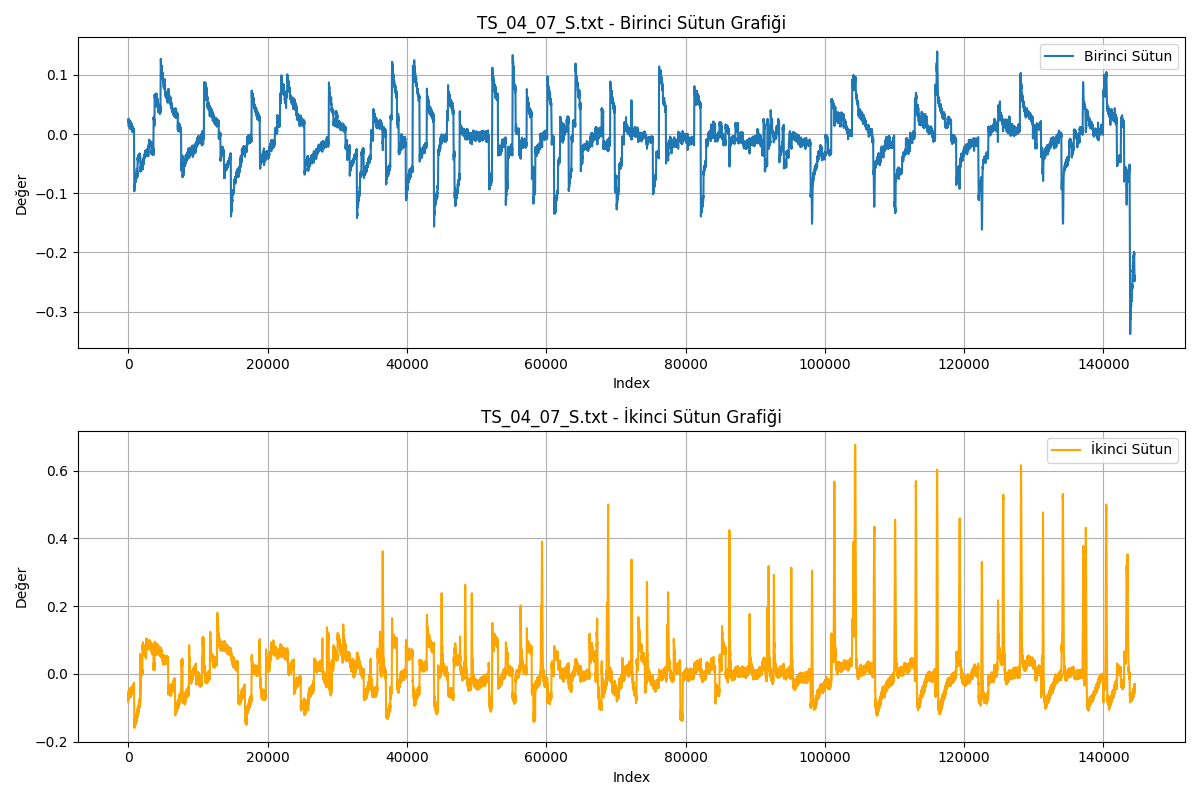 TS_04_07_S.txt - Birinci Sütun Grafiği
Birinci Sütun
0.1
0.0
−0.1
−0.2
−0.3
Değer
0 20000 40000 60000 80000 100000 120000 140000
Index
TS_04_07_S.txt - İkinci Sütun Grafiği
İkinci Sütun
0.6
0.4
0.2
0.0
−0.2
Değer
0 20000 40000 60000 80000 100000 120000 140000
Index